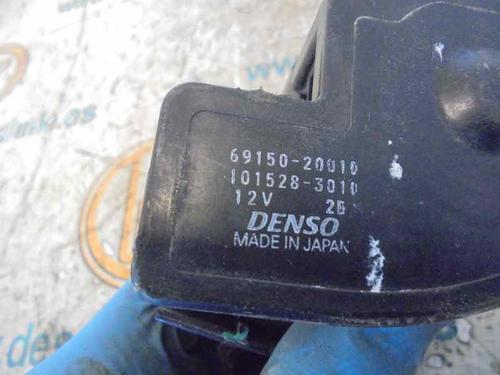 69150-20010
101528-3010
12V 2B
DENSO
MADE IN JAPAN